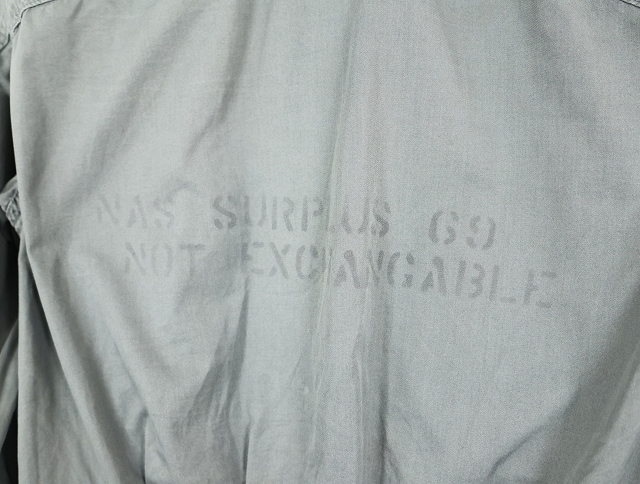 NAS SURPLUS 69
NOT EXCHANGABLE